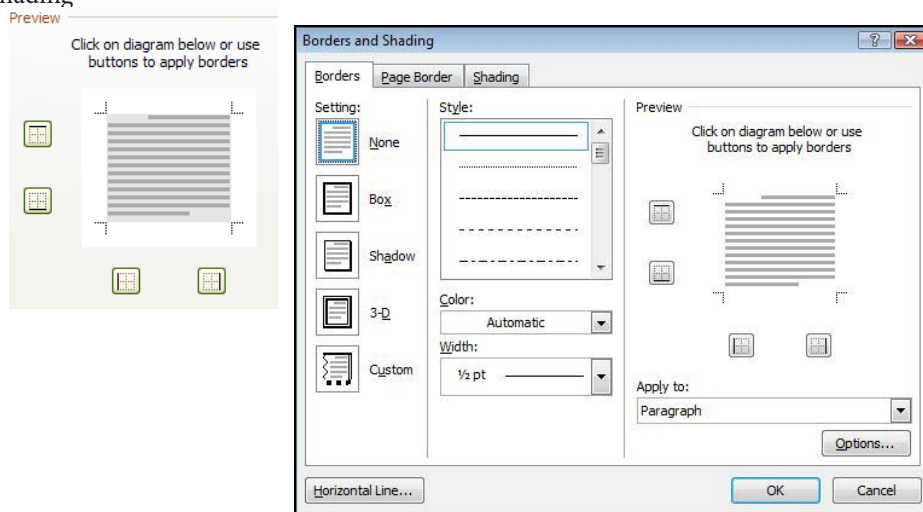 Preview
Click on diagram below or use
buttons to apply borders
Borders and Shading
Borders Page Border Shading
Setting:
None
Box
Shadow
3-D
Custom
Style:
Color:
Automatic
Width:
½ pt
Preview
Click on diagram below or use
buttons to apply borders
Apply to:
Paragraph
Options...
Horizontal Line...
OK Cancel